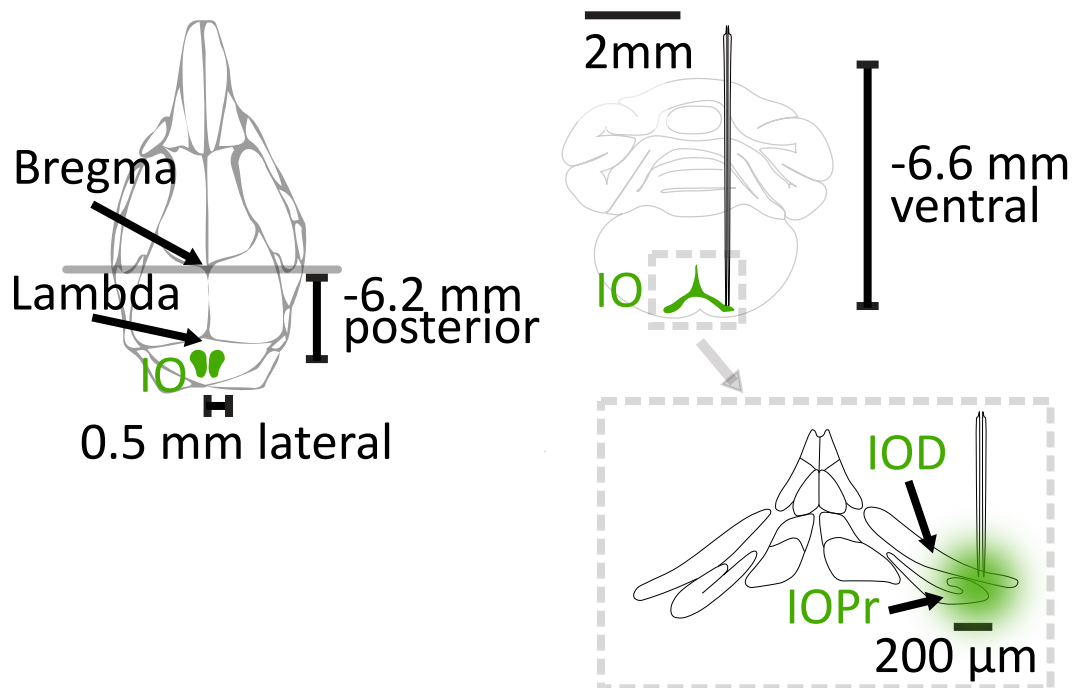 Bregma
Lambda
-6.2 mm
posterior
IO
0.5 mm lateral
2mm
-6.6 mm
ventral
IO
IOD
IOPr
200 µm